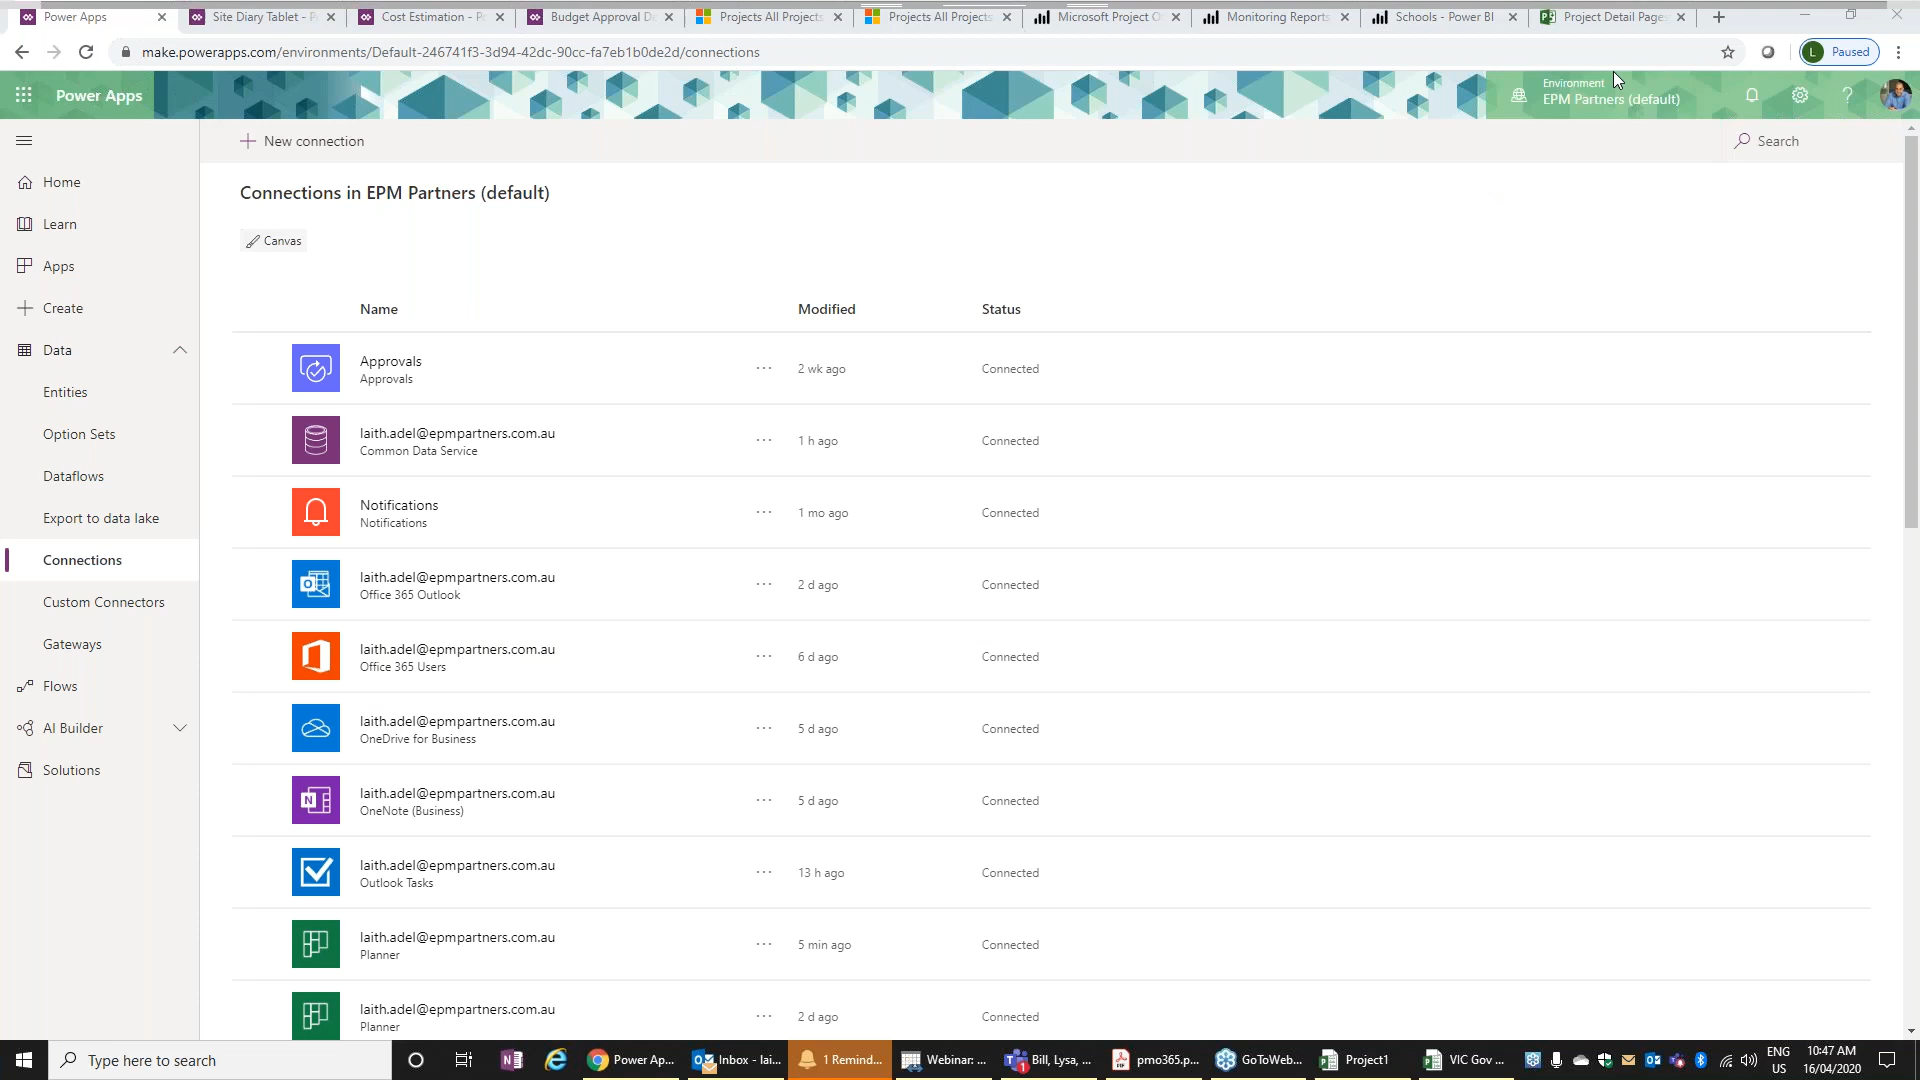 Power Apps
Site Diary Tablet - P
Cost Estimation - Po
Budget Approval Da
Projects All Projects
Projects All Projects
Microsoft Project O
Monitoring Reports
Schools - Power BI
Project Detail Pages
make.powerapps.com/environments/Default-246741f3-3d94-42dc-90cc-fa7eb1b0de2d/connections
L Paused
Power Apps
Environment
EPM Partners (default)
New connection
Search
Home
Learn
Apps
Create
Data
Entities
Option Sets
Dataflows
Export to data lake
Connections
Custom Connectors
Gateways
Flows
AI Builder
Solutions
Connections in EPM Partners (default)
Canvas
Name Modified Status
Approvals
Approvals
2 wk ago Connected
laith.adel@epmpartners.com.au
Common Data Service
1 h ago Connected
Notifications
Notifications
1 mo ago Connected
laith.adel@epmpartners.com.au
Office 365 Outlook
2 d ago Connected
laith.adel@epmpartners.com.au
Office 365 Users
6 d ago Connected
laith.adel@epmpartners.com.au
OneDrive for Business
5 d ago Connected
laith.adel@epmpartners.com.au
OneNote (Business)
5 d ago Connected
laith.adel@epmpartners.com.au
Outlook Tasks
13 h ago Connected
laith.adel@epmpartners.com.au
Planner
5 min ago Connected
laith.adel@epmpartners.com.au
Planner
2 d ago Connected
Type here to search
Power Ap...
Inbox - lai...
1 Remind...
Webinar: ...
Bill, Lysa, ...
pmo365.p...
GoToWeb...
Project1
VIC Gov ...
ENG
US
10:47 AM
16/04/2020